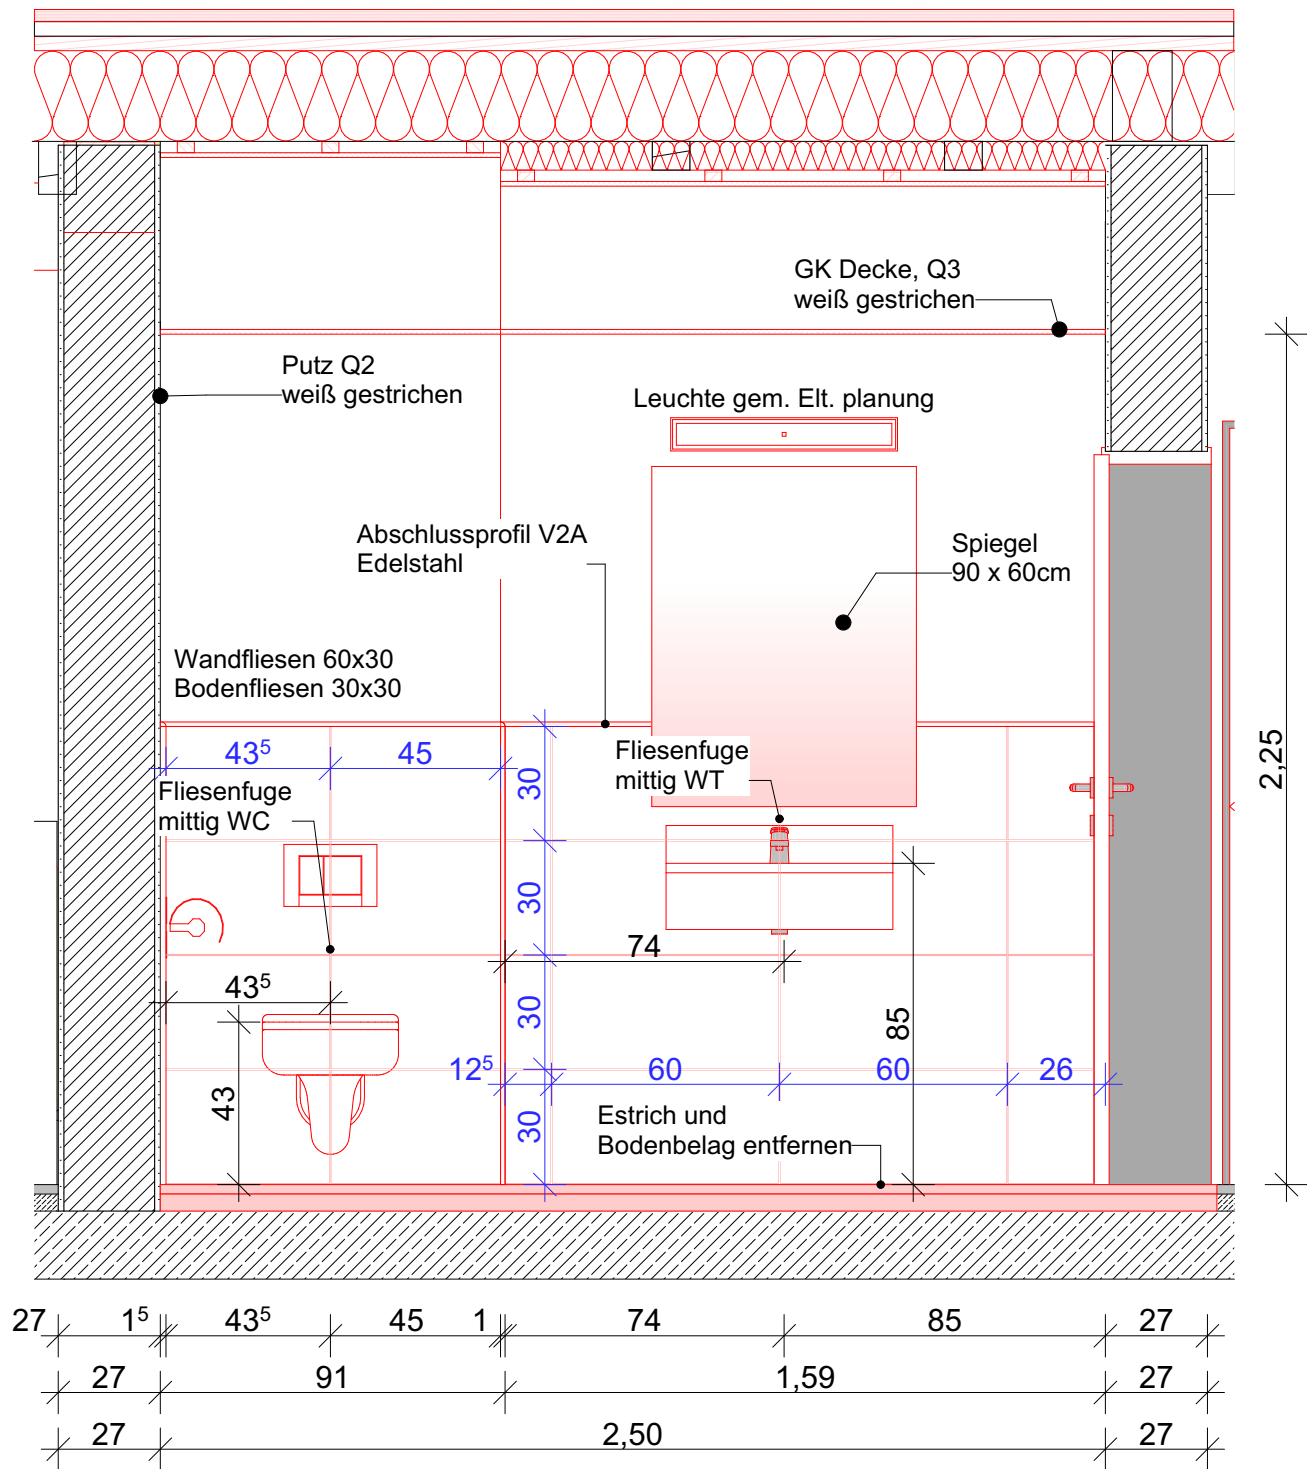 GK Decke, Q3
weiß gestrichen
Putz Q2
weiß gestrichen
Leuchte gem. Elt. planung
Abschlussprofil V2A
Edelstahl
Spiegel
90 x 60cm
Wandfliesen 60x30
Bodenfliesen 30x30
2,25
43⁵ 45
30
Fliesenfuge
mittig WT
Fliesenfuge
mittig WC
30
74
43⁵
30
85
12⁵ 60 60 26
43
30
Estrich und
Bodenbelag entfernen
27 1⁵ 43⁵ 45 1 74 85 27
27 91 1,59 27
27 2,50 27